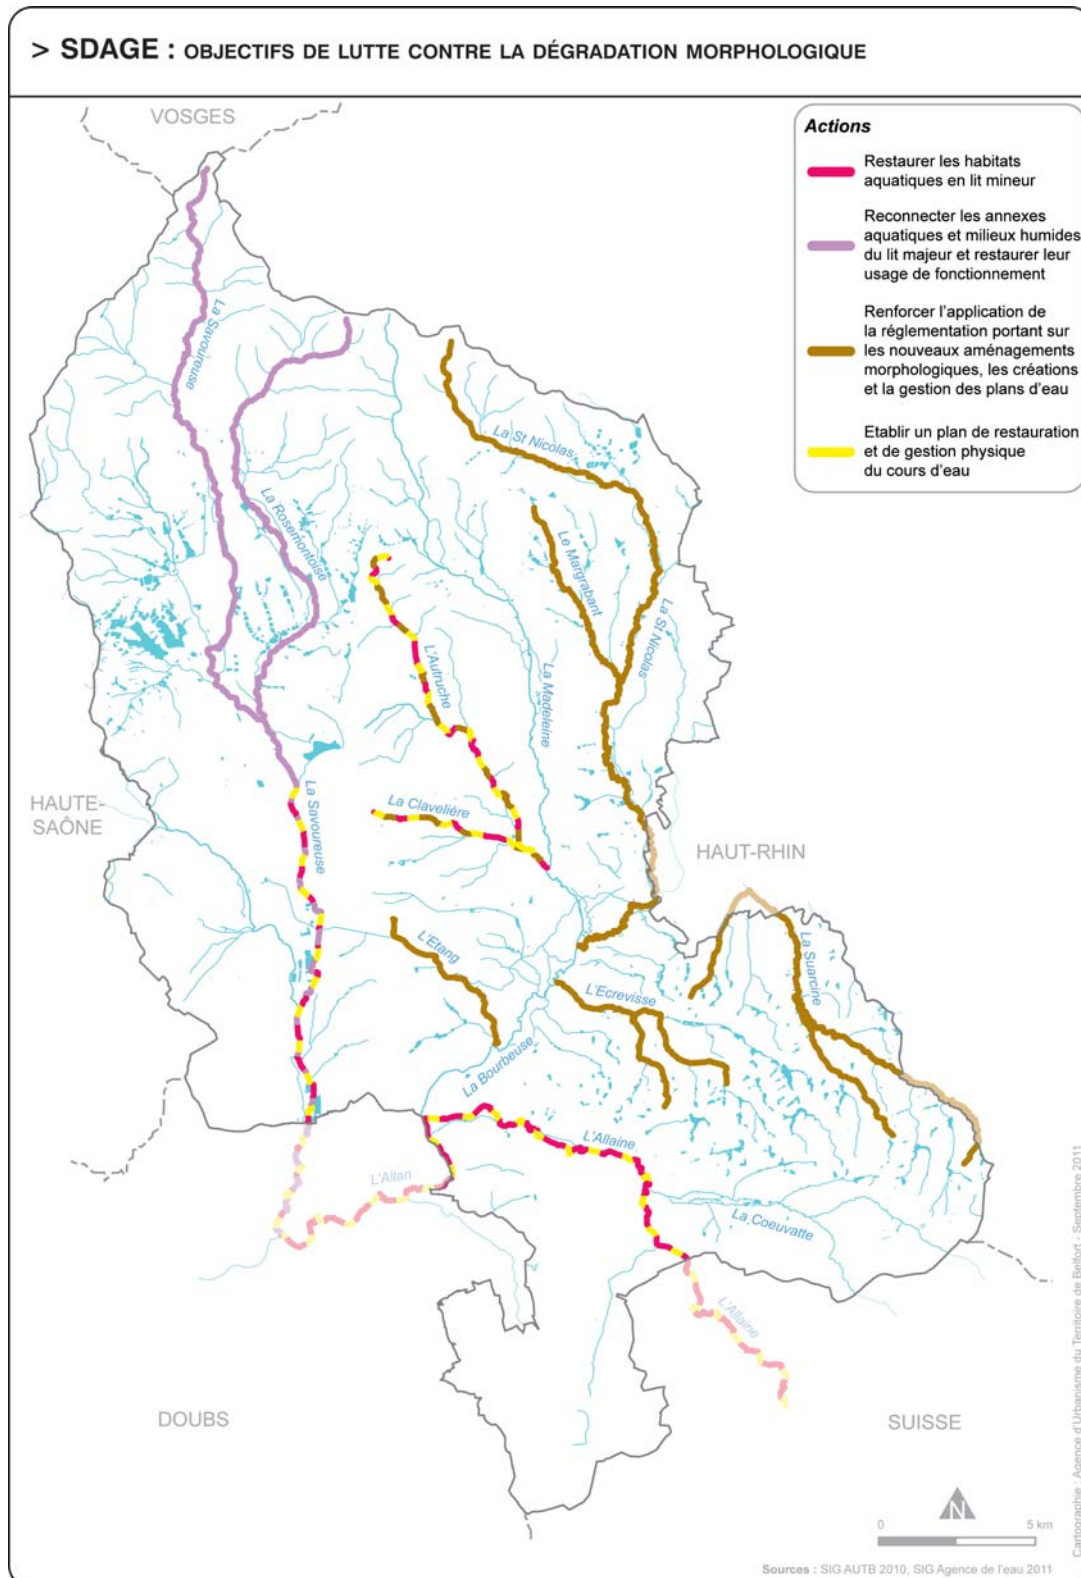 > SDAGE : OBJECTIFS DE LUTTE CONTRE LA DÉGRADATION MORPHOLOGIQUE
VOSGES
Actions
Restaurer les habitats
aquatiques en lit mineur
Reconnecter les annexes
aquatiques et milieux humides
du lit majeur et restaurer leur
usage de fonctionnement
Renforcer l'application de
la réglementation portant sur
les nouveaux aménagements
morphologiques, les créations
et la gestion des plans d'eau
Etablir un plan de restauration
et de gestion physique
du cours d'eau
La Savoureuse
La St Nicolas
La Rosemontoise
Le Margrabant
La St Nicolas
L'Autruche
La Madeleine
La Clavelière
La Savoureuse
HAUTE-
SAÔNE
HAUT-RHIN
L'Etang
La Suarcine
L'Ecrevisse
La Bourbeuse
L'Allaine
L'Allan
La Coeuvatte
L'Allaine
DOUBS
SUISSE
N
0 5 km
Sources : SIG AUTB 2010, SIG Agence de l'eau 2011
Cartographie : Agence d'Urbanisme du Territoire de Belfort - Septembre 2011